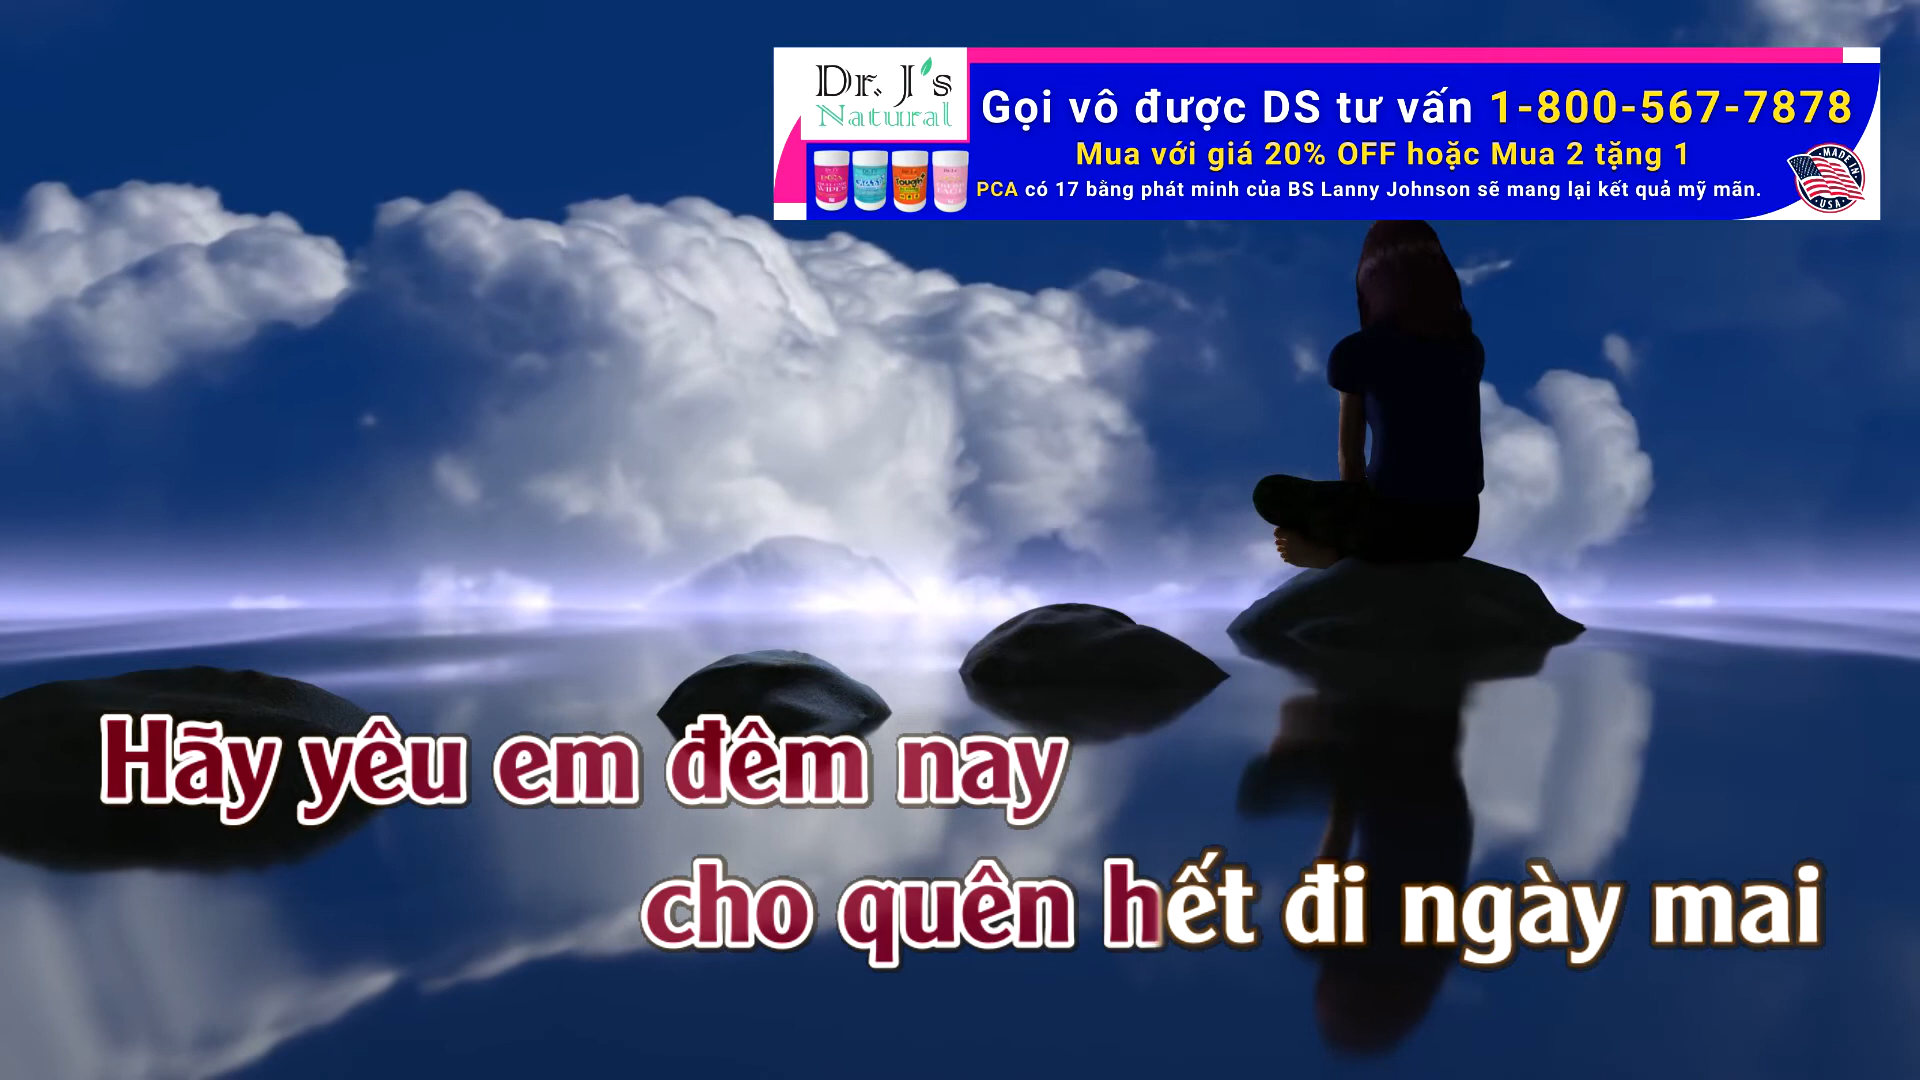 Dr. J's
Natural
Gọi vô được DS tư vấn 1-800-567-7878
Mua với giá 20% OFF hoặc Mua 2 tặng 1
PCA có 17 bằng phát minh của BS Lanny Johnson sẽ mang lại kết quả mỹ mãn.
MADE IN
USA
Hãy yêu em đêm nay
cho quên hết đi ngày mai